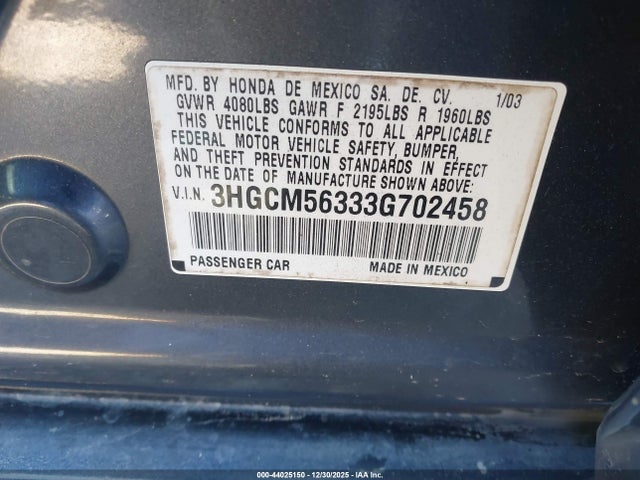 MFD. BY HONDA DE MEXICO SA. DE. CV. 1/03
GVWR 4080LBS GAWR F 2195LBS R 1960LBS
THIS VEHICLE CONFORMS TO ALL APPLICABLE
FEDERAL MOTOR VEHICLE SAFETY, BUMPER,
AND THEFT PREVENTION STANDARDS IN EFFECT
ON THE DATE OF MANUFACTURE SHOWN ABOVE:
V.I.N. 3HGCM56333G702458
PASSENGER CAR MADE IN MEXICO
000-44025150 - 12/30/2025 - IAAI.COM